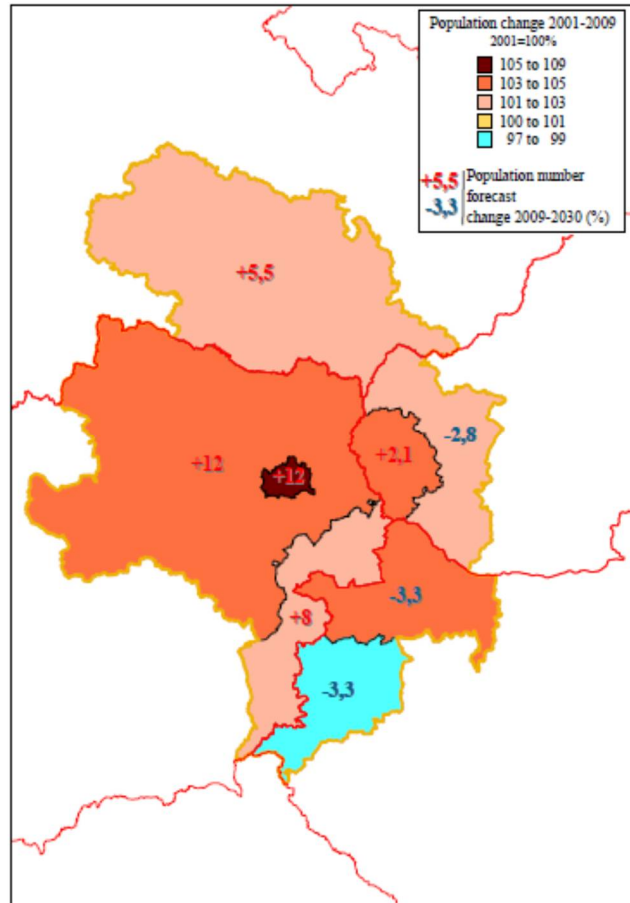 Population change 2001-2009
2001=100%
105 to 109
103 to 105
101 to 103
100 to 101
97 to 99
+5,5 Population number
forecast
-3,3 change 2009-2030 (%)
+5,5
-2,8
+2,1
+12
+12
-3,3
+8
-3,3